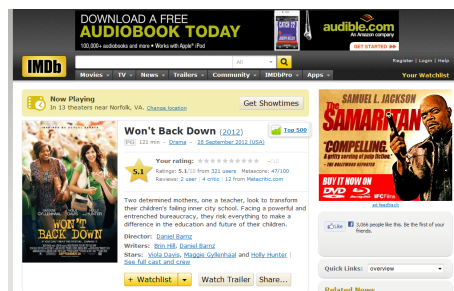 DOWNLOAD A FREE
AUDIOBOOK TODAY
100,000+ audiobooks and more • Works with Apple® iPod
audible.com
An Amazon company
GET STARTED
IMDb
All
Register | Login | Help
Movies TV News Trailers Community IMDbPro Apps
Your Watchlist
Now Playing
In 13 theaters near Norfolk, VA. Change location
Get Showtimes
Won't Back Down (2012)
Top 500
PG 121 min - Drama - 28 September 2012 (USA)
5.1
Your rating: -/10
Ratings: 5.1/10 from 321 users Metascore: 47/100
Reviews: 2 user | 4 critic | 12 from Metacritic.com
Two determined mothers, one a teacher, look to transform
their children's failing inner city school. Facing a powerful and
entrenched bureaucracy, they risk everything to make a
difference in the education and future of their children.
Director: Daniel Barnz
Writers: Brin Hill, Daniel Barnz
Stars: Viola Davis, Maggie Gyllenhaal and Holly Hunter |
See full cast and crew
+ Watchlist
Watch Trailer
Share...
WON'T
BACK DOWN
SAMUEL L. JACKSON
THE SAMARITAN
"COMPELLING.
BUY IT NOW ON
DVD
ad feedback
Like
3,066 people like this. Be the first of your
friends.
Quick Links: overview
Related News